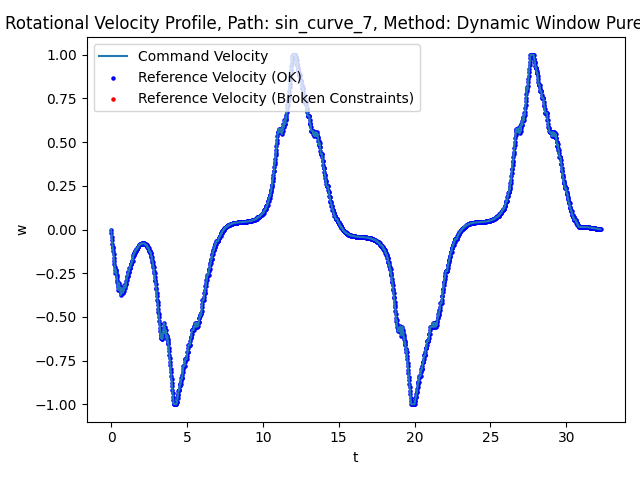 Rotational Velocity Profile, Path: sin_curve_7, Method: Dynamic Window Pure
Command Velocity
Reference Velocity (OK)
Reference Velocity (Broken Constraints)
1.00
0.75
0.50
0.25
0.00
−0.25
−0.50
−0.75
−1.00
w
0 5 10 15 20 25 30
t